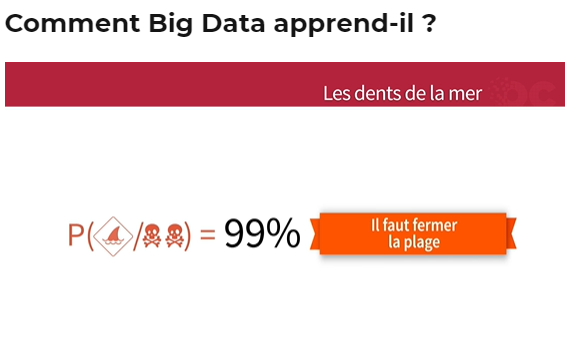 Comment Big Data apprend-il ?
Les dents de la mer
P( / ) = 99%
Il faut fermer
la plage